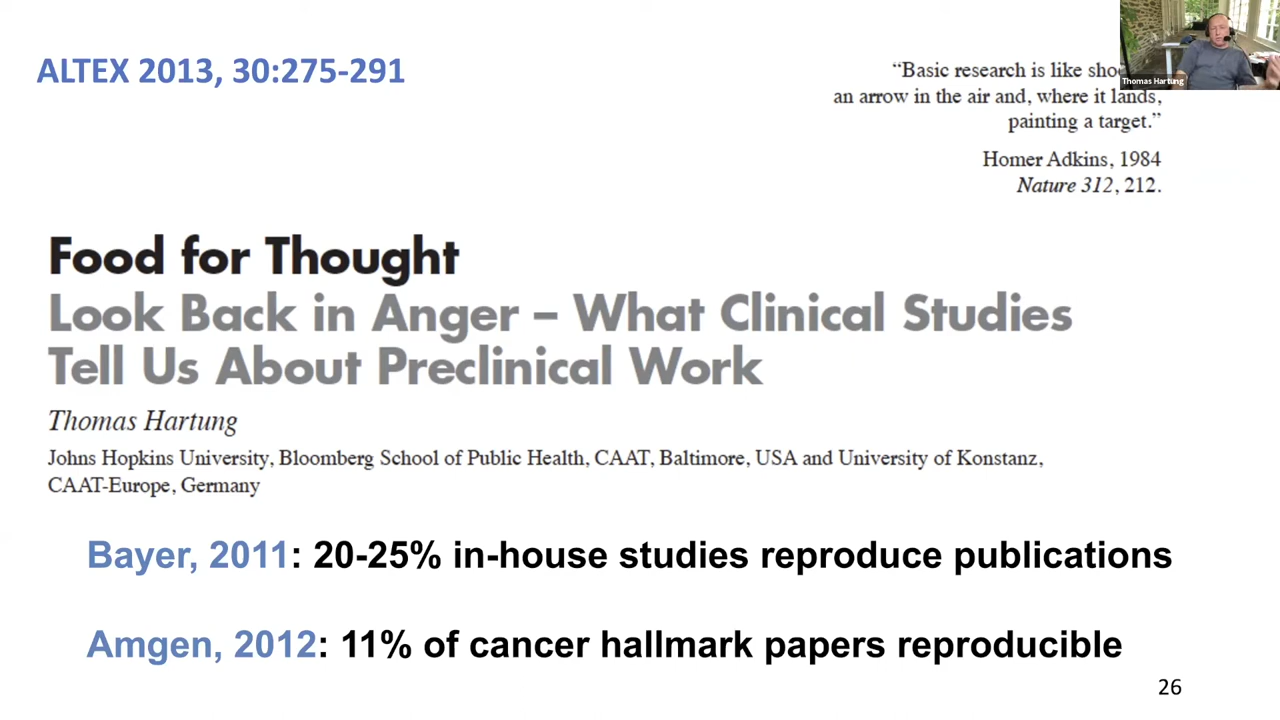 ALTEX 2013, 30:275-291
“Basic research is like
an arrow in the air and, where it lands,
painting a target.”
Homer Adkins, 1984
Nature 312, 212.
Thomas Hartung
Food for Thought
Look Back in Anger – What Clinical Studies
Tell Us About Preclinical Work
Thomas Hartung
Johns Hopkins University, Bloomberg School of Public Health, CAAT, Baltimore, USA and University of Konstanz,
CAAT-Europe, Germany
Bayer, 2011: 20-25% in-house studies reproduce publications
Amgen, 2012: 11% of cancer hallmark papers reproducible
26